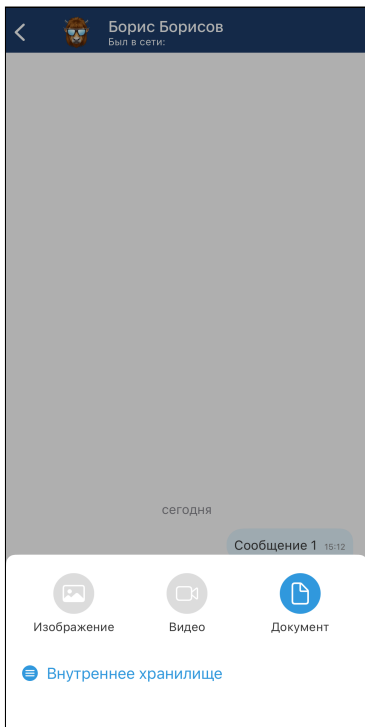 Борис Борисов
Был в сети:
сегодня
Сообщение 1 15:12
Изображение Видео Документ
Внутреннее хранилище